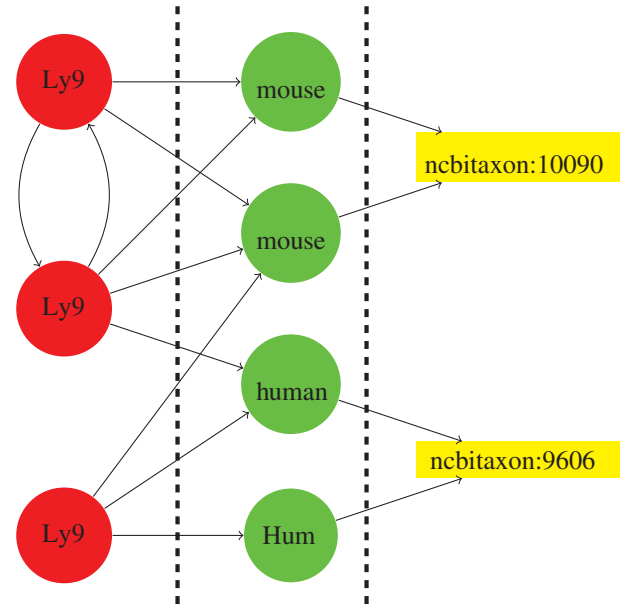 Ly9
mouse
ncbitaxon:10090
mouse
Ly9
human
ncbitaxon:9606
Ly9
Hum